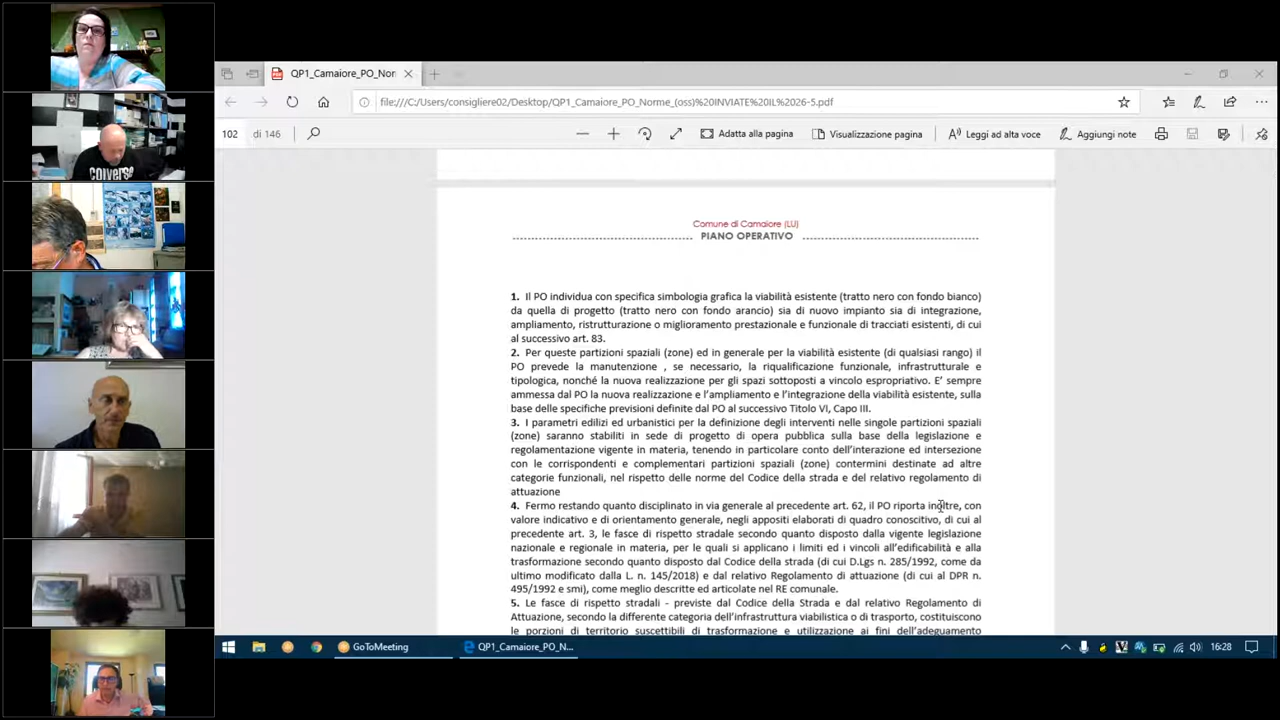 QP1_Camaiore_PO_Nor
file:///C:/Users/consigliere02/Desktop/QP1_Camaiore_PO_Norme_(oss)%20INVIATE%20IL%2026-5.pdf
102 di 146
Adatta alla pagina
Visualizzazione pagina
Leggi ad alta voce
Aggiungi note
Comune di Camaiore (LU)
PIANO OPERATIVO
1. Il PO individua con specifica simbologia grafica la viabilità esistente (tratto nero con fondo bianco)
da quella di progetto (tratto nero con fondo arancio) sia di nuovo impianto sia di integrazione,
ampliamento, ristrutturazione o miglioramento prestazionale e funzionale di tracciati esistenti, di cui
al successivo art. 83.
2. Per queste partizioni spaziali (zone) ed in generale per la viabilità esistente (di qualsiasi rango) il
PO prevede la manutenzione , se necessario, la riqualificazione funzionale, infrastrutturale e
tipologica, nonché la nuova realizzazione per gli spazi sottoposti a vincolo espropriativo. E' sempre
ammessa dal PO la nuova realizzazione e l'ampliamento e l'integrazione della viabilità esistente, sulla
base delle specifiche previsioni definite dal PO al successivo Titolo VI, Capo III.
3. I parametri edilizi ed urbanistici per la definizione degli interventi nelle singole partizioni spaziali
(zone) saranno stabiliti in sede di progetto di opera pubblica sulla base della legislazione e
regolamentazione vigente in materia, tenendo in particolare conto dell'interazione ed intersezione
con le corrispondenti e complementari partizioni spaziali (zone) contermini destinate ad altre
categorie funzionali, nel rispetto delle norme del Codice della strada e del relativo regolamento di
attuazione
4. Fermo restando quanto disciplinato in via generale al precedente art. 62, il PO riporta inoltre, con
valore indicativo e di orientamento generale, negli appositi elaborati di quadro conoscitivo, di cui al
precedente art. 3, le fasce di rispetto stradale secondo quanto disposto dalla vigente legislazione
nazionale e regionale in materia, per le quali si applicano i limiti ed i vincoli all'edificabilità e alla
trasformazione secondo quanto disposto dal Codice della strada (di cui D.Lgs n. 285/1992, come da
ultimo modificato dalla L. n. 145/2018) e dal relativo Regolamento di attuazione (di cui al DPR n.
495/1992 e smi), come meglio descritte ed articolate nel RE comunale.
5. Le fasce di rispetto stradali - previste dal Codice della Strada e dal relativo Regolamento di
Attuazione, secondo la differente categoria dell'infrastruttura viabilistica o di trasporto, costituiscono
le porzioni di territorio suscettibili di trasformazione e utilizzazione ai fini dell'adeguamento
GoToMeeting
QP1_Camaiore_PO_N...
16:28
CONVERSE